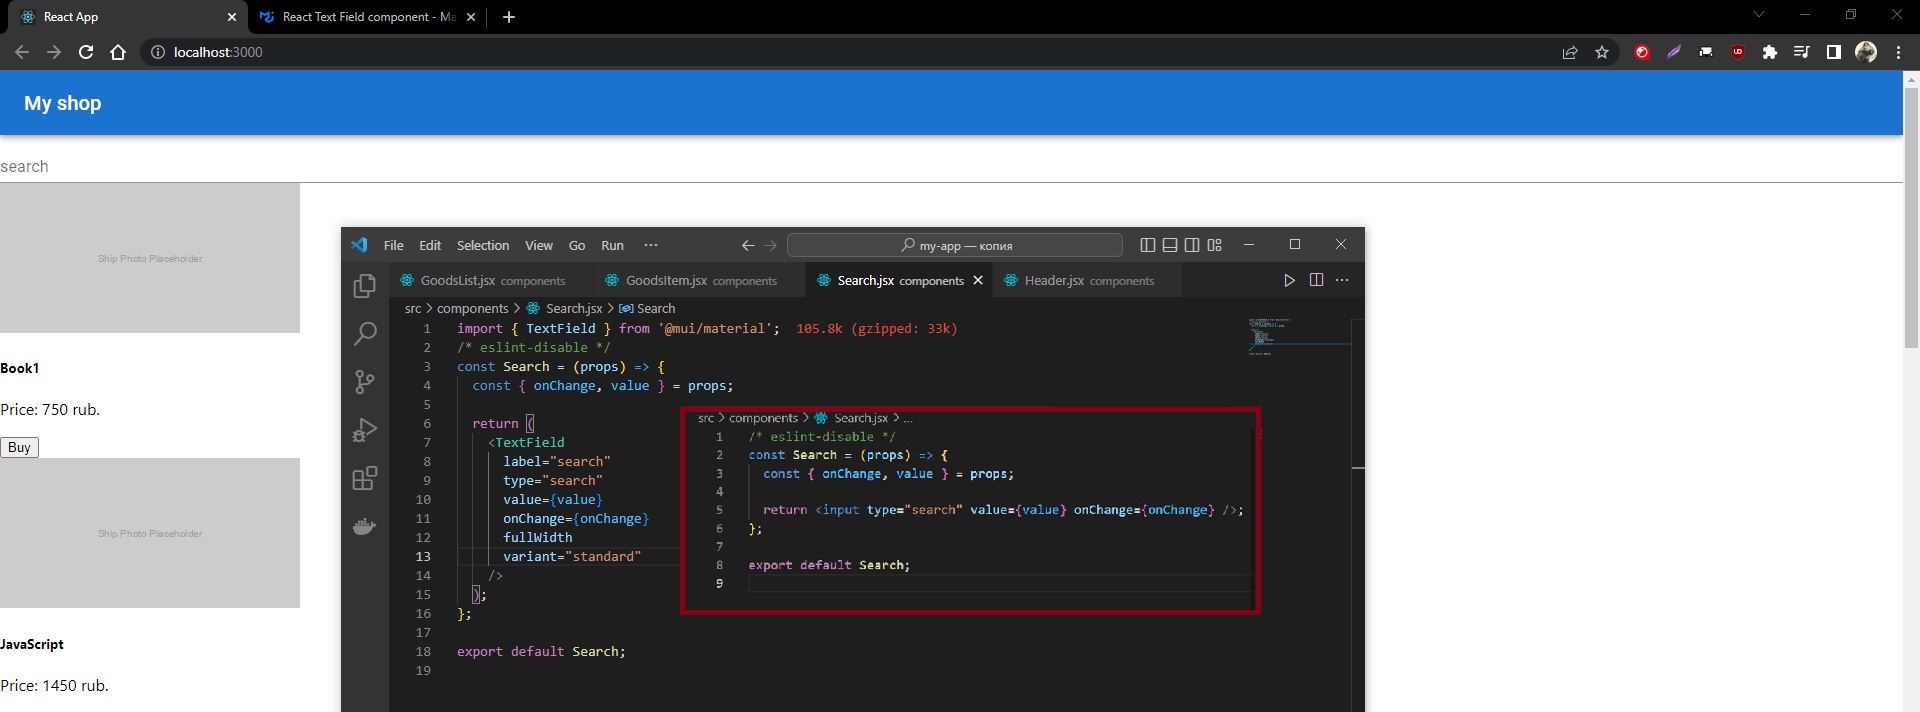 React App
React Text Field component - Ma
localhost:3000
My shop
search
Ship Photo Placeholder
Book1
Price: 750 rub.
Buy
Ship Photo Placeholder
JavaScript
Price: 1450 rub.
File Edit Selection View Go Run ···
my-app — копия
GoodsList.jsx components
GoodsItem.jsx components
Search.jsx components
Header.jsx components
src > components > Search.jsx > Search
1 import { TextField } from '@mui/material'; 105.8k (gzipped: 33k)
2 /* eslint-disable */
3 const Search = (props) => {
4 const { onChange, value } = props;
5
6 return (
7 <TextField
8 label="search"
9 type="search"
10 value={value}
11 onChange={onChange}
12 fullWidth
13 variant="standard"
14 />
15 );
16 };
17
18 export default Search;
19
src > components > Search.jsx > ...
1 /* eslint-disable */
2 const Search = (props) => {
3 const { onChange, value } = props;
4
5 return <input type="search" value={value} onChange={onChange} />;
6 };
7
8 export default Search;
9